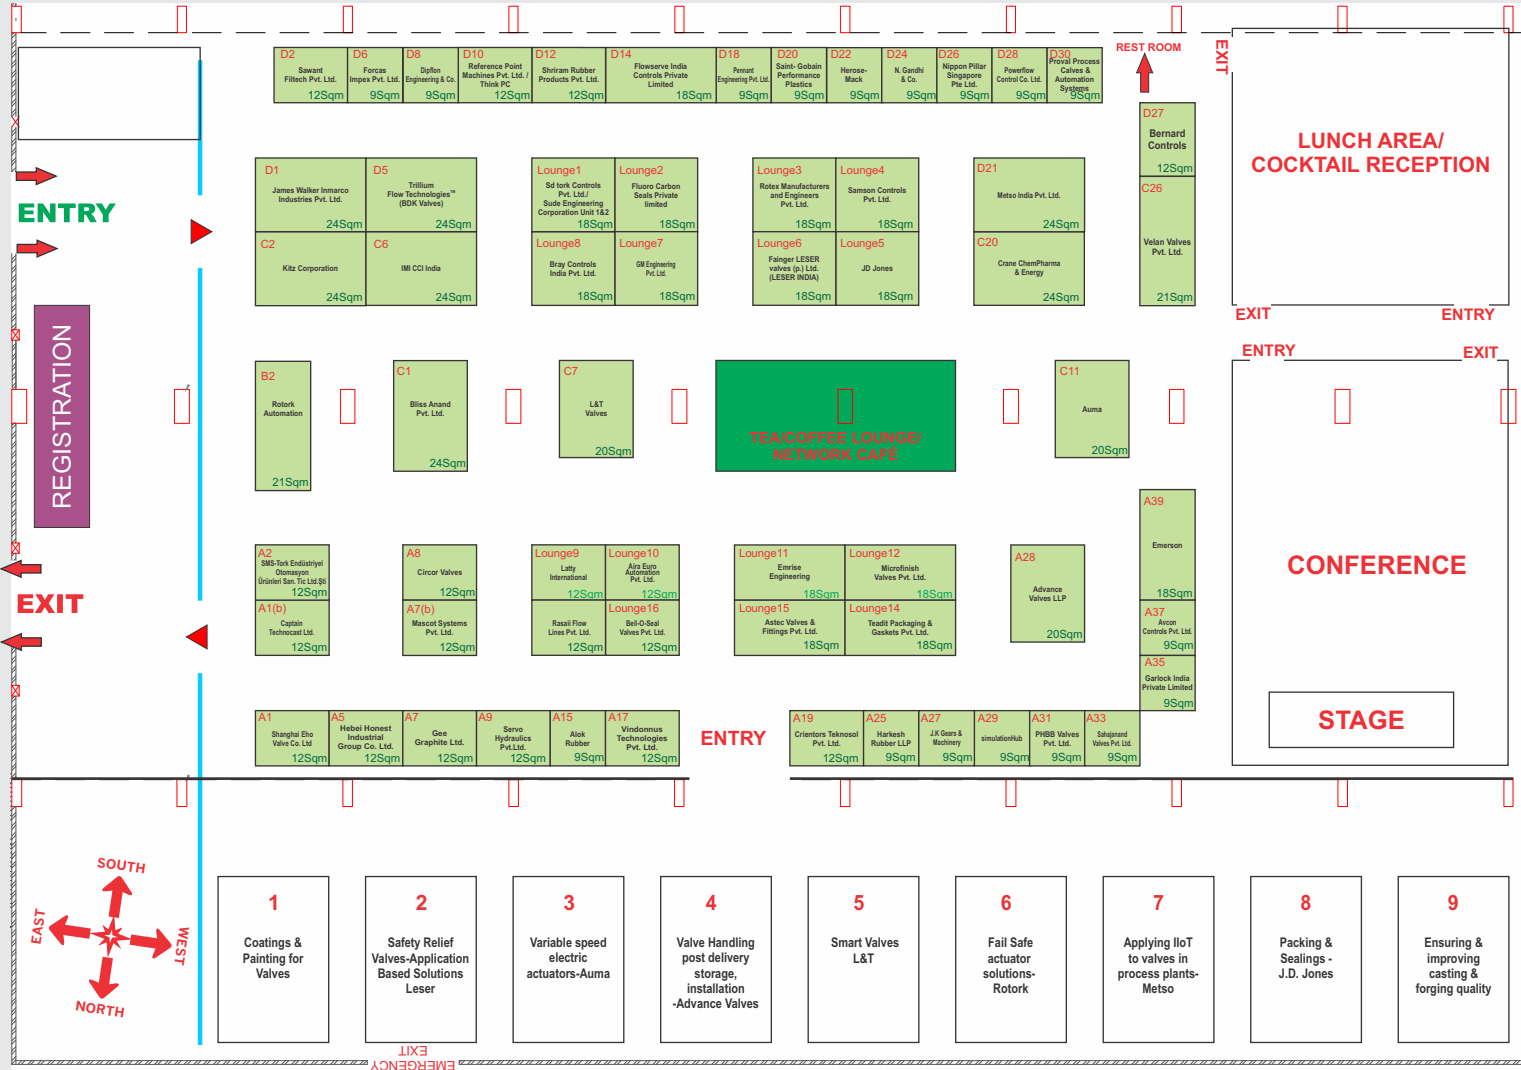 D2
Sawant
Filtech Pvt. Ltd.
12Sqm
D6
Forcas
Impex Pvt. Ltd.
9Sqm
D8
Dipflon
Engineering & Co.
9Sqm
D10
Reference Point
Machines Pvt. Ltd. /
Think PC
12Sqm
D12
Shriram Rubber
Products Pvt. Ltd.
12Sqm
D14
Flowserve India
Controls Private
Limited
18Sqm
D18
Pennant
Engineering Pvt. Ltd.
9Sqm
D20
Saint- Gobain
Performance
Plastics
9Sqm
D22
Herose-
Mack
9Sqm
D24
N. Gandhi
& Co.
9Sqm
D26
Nippon Pillar
Singapore
Pte Ltd.
9Sqm
D28
Powerflow
Control Co. Ltd.
9Sqm
D30
Proval Process
Calves &
Automation
Systems
9Sqm
REST ROOM
EXIT
D27
Bernard
Controls
12Sqm
C26
Velan Valves
Pvt. Ltd.
21Sqm
LUNCH AREA/
COCKTAIL RECEPTION
ENTRY
D1
James Walker Inmarco
Industries Pvt. Ltd.
24Sqm
D5
Trillium
Flow Technologies™
(BDK Valves)
24Sqm
C2
Kitz Corporation
24Sqm
C6
IMI CCI India
24Sqm
Lounge1
Sd tork Controls
Pvt. Ltd./
Sude Engineering
Corporation Unit 1&2
18Sqm
Lounge2
Fluoro Carbon
Seals Private
limited
18Sqm
Lounge8
Bray Controls
India Pvt. Ltd.
18Sqm
Lounge7
GM Engineering
Pvt. Ltd.
18Sqm
Lounge3
Rotex Manufacturers
and Engineers
Pvt. Ltd.
18Sqm
Lounge4
Samson Controls
Pvt. Ltd.
18Sqm
Lounge6
Fainger LESER
valves (p.) Ltd.
(LESER INDIA)
18Sqm
Lounge5
JD Jones
18Sqm
D21
Metso India Pvt. Ltd.
24Sqm
C20
Crane ChemPharma
& Energy
24Sqm
EXIT
ENTRY
ENTRY
EXIT
REGISTRATION
B2
Rotork
Automation
21Sqm
C1
Bliss Anand
Pvt. Ltd.
24Sqm
C7
L&T
Valves
20Sqm
TEA/COFFEE LOUNGE/
NETWORK CAFÉ
C11
Auma
20Sqm
EXIT
A2
SMS-Tork Endüstriyel
Otomasyon
Ürünleri San. Tic Ltd.Şti
12Sqm
A1(b)
Captain
Technocast Ltd.
12Sqm
A8
Circor Valves
12Sqm
A7(b)
Mascot Systems
Pvt. Ltd.
12Sqm
Lounge9
Latty
International
12Sqm
Lounge10
Aira Euro
Automation
Pvt. Ltd.
12Sqm
Rasaii Flow
Lines Pvt. Ltd.
12Sqm
Lounge16
Bell-O-Seal
Valves Pvt. Ltd.
12Sqm
Lounge11
Emrise
Engineering
18Sqm
Lounge12
Microfinish
Valves Pvt. Ltd.
18Sqm
Lounge15
Astec Valves &
Fittings Pvt. Ltd.
18Sqm
Lounge14
Teadit Packaging &
Gaskets Pvt. Ltd.
18Sqm
A28
Advance
Valves LLP
20Sqm
A39
Emerson
18Sqm
A37
Avcon
Controls Pvt. Ltd.
9Sqm
A35
Garlock India
Private Limited
9Sqm
CONFERENCE
STAGE
A1
Shanghai Eho
Valve Co. Ltd
12Sqm
A5
Hebei Honest
Industrial
Group Co. Ltd.
12Sqm
A7
Gee
Graphite Ltd.
12Sqm
A9
Servo
Hydraulics
Pvt.Ltd.
12Sqm
A15
Alok
Rubber
9Sqm
A17
Vindonnus
Technologies
Pvt. Ltd.
12Sqm
ENTRY
A19
Crientors Teknosol
Pvt. Ltd.
12Sqm
A25
Harkesh
Rubber LLP
9Sqm
A27
J.K Gears &
Machinery
9Sqm
A29
simulationHub
9Sqm
A31
PHBB Valves
Pvt. Ltd.
9Sqm
A33
Sahajanand
Valves Pvt. Ltd.
9Sqm
SOUTH
EAST
WEST
NORTH
1
Coatings &
Painting for
Valves
2
Safety Relief
Valves-Application
Based Solutions
Leser
3
Variable speed
electric
actuators-Auma
4
Valve Handling
post delivery
storage,
installation
-Advance Valves
5
Smart Valves
L&T
6
Fail Safe
actuator
solutions-
Rotork
7
Applying IIoT
to valves in
process plants-
Metso
8
Packing &
Sealings -
J.D. Jones
9
Ensuring &
improving
casting &
forging quality
EMERGENCY
EXIT